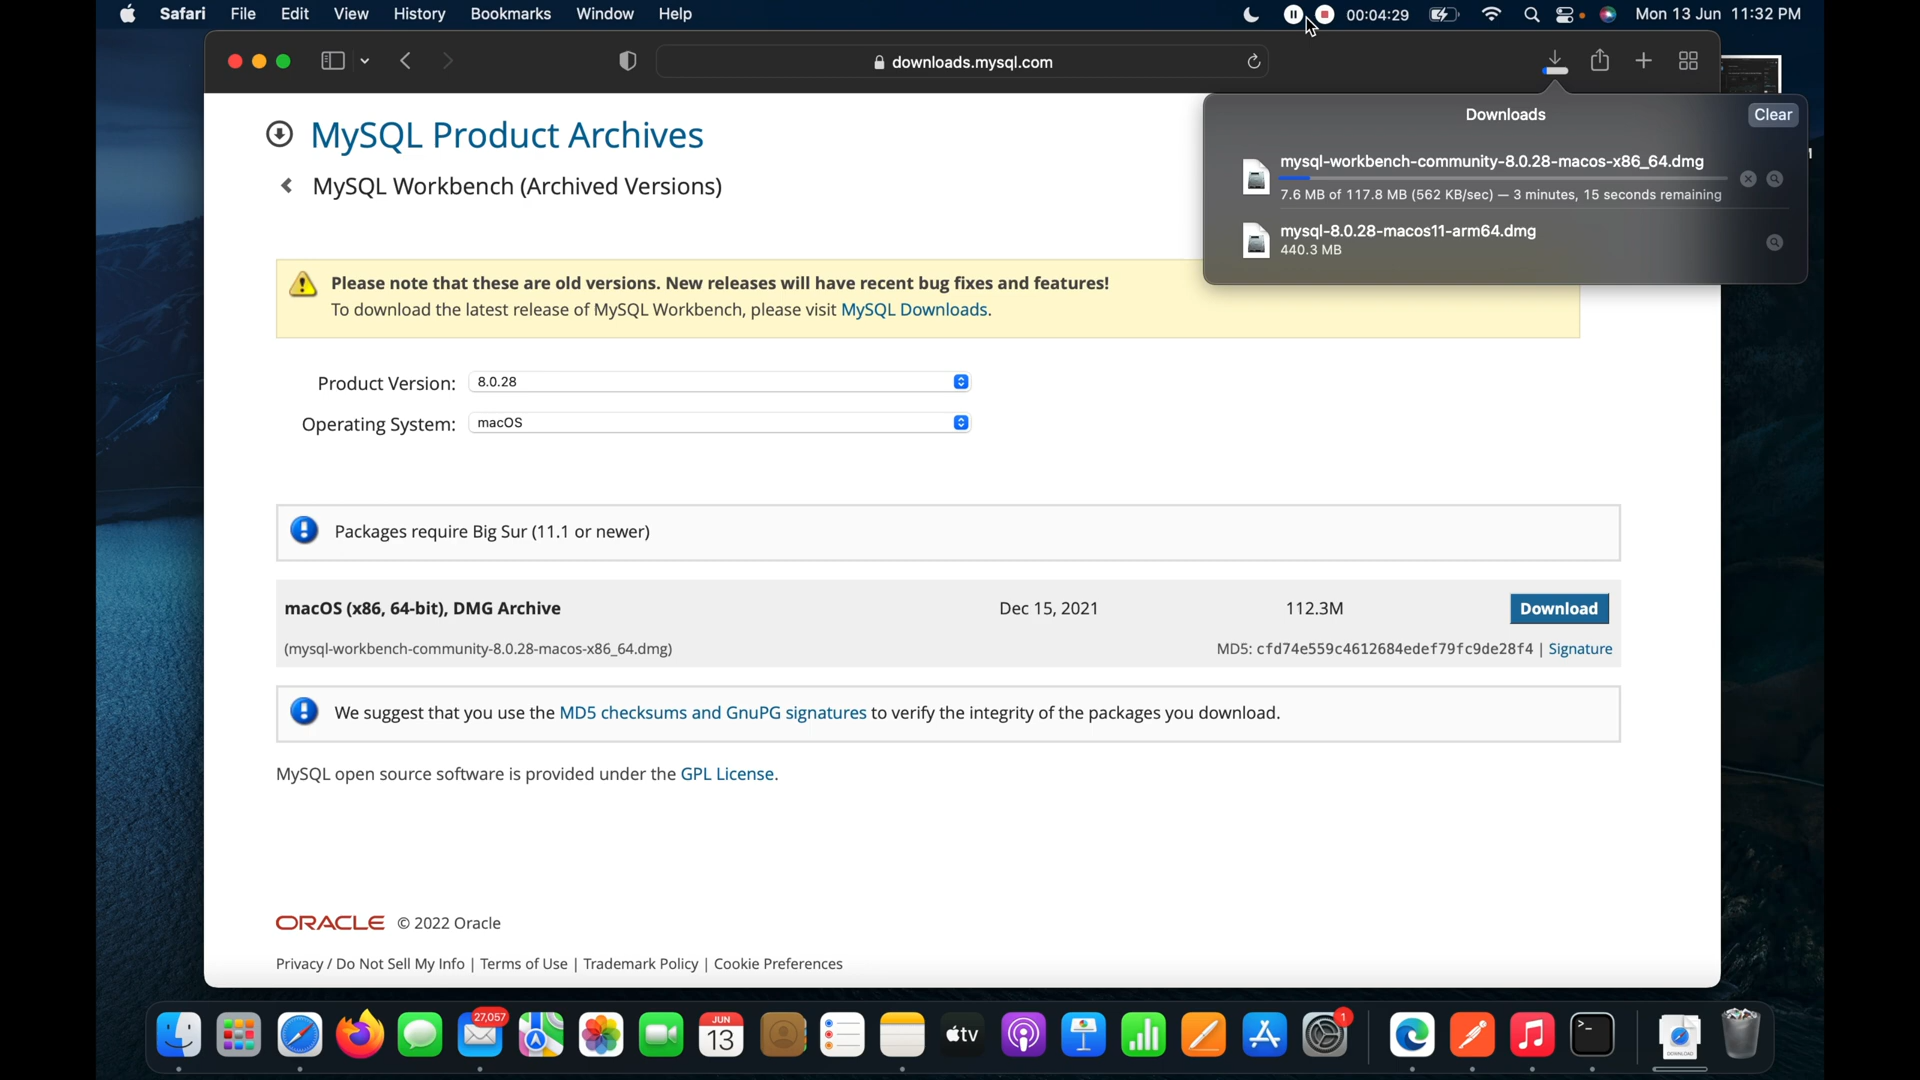 Safari File Edit View History Bookmarks Window Help 00:04:29 Mon 13 Jun 11:32 PM
downloads.mysql.com
Downloads Clear
mysql-workbench-community-8.0.28-macos-x86_64.dmg
7.6 MB of 117.8 MB (562 KB/sec) — 3 minutes, 15 seconds remaining
mysql-8.0.28-macos11-arm64.dmg
440.3 MB
MySQL Product Archives
MySQL Workbench (Archived Versions)
Please note that these are old versions. New releases will have recent bug fixes and features!
To download the latest release of MySQL Workbench, please visit MySQL Downloads.
Product Version: 8.0.28
Operating System: macOS
Packages require Big Sur (11.1 or newer)
macOS (x86, 64-bit), DMG Archive Dec 15, 2021 112.3M Download
(mysql-workbench-community-8.0.28-macos-x86_64.dmg) MD5: cfd74e559c4612684edef79fc9de28f4 | Signature
We suggest that you use the MD5 checksums and GnuPG signatures to verify the integrity of the packages you download.
MySQL open source software is provided under the GPL License.
ORACLE © 2022 Oracle
Privacy / Do Not Sell My Info | Terms of Use | Trademark Policy | Cookie Preferences
27,057
JUN
13
tv
1
DOWNLOAD